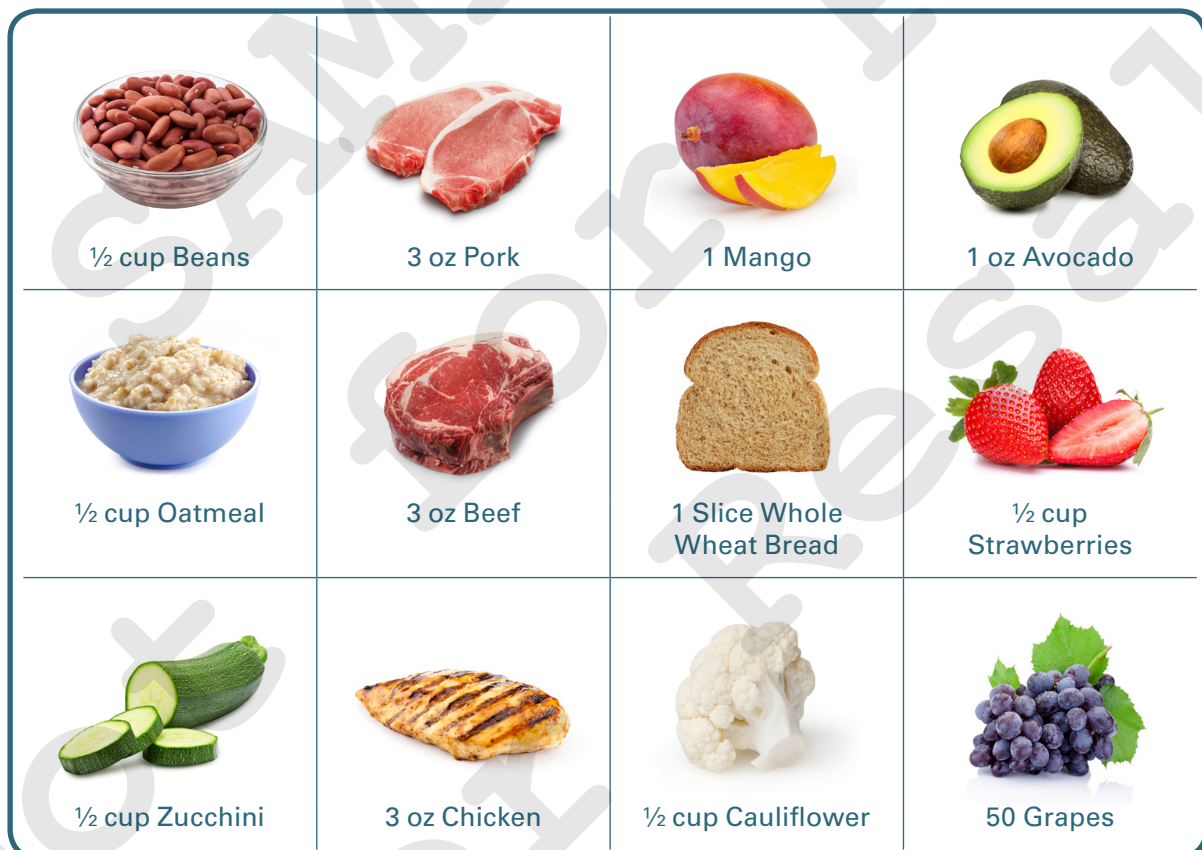 ½ cup Beans
3 oz Pork
1 Mango
1 oz Avocado
½ cup Oatmeal
3 oz Beef
1 Slice Whole
Wheat Bread
½ cup
Strawberries
½ cup Zucchini
3 oz Chicken
½ cup Cauliflower
50 Grapes